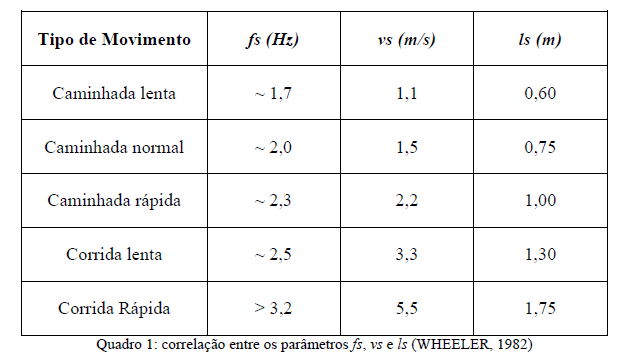 Tipo de Movimento fs (Hz) vs (m/s) ls (m)
Caminhada lenta ~ 1,7 1,1 0,60
Caminhada normal ~ 2,0 1,5 0,75
Caminhada rápida ~ 2,3 2,2 1,00
Corrida lenta ~ 2,5 3,3 1,30
Corrida Rápida > 3,2 5,5 1,75
Quadro 1: correlação entre os parâmetros fs, vs e ls (WHEELER, 1982)